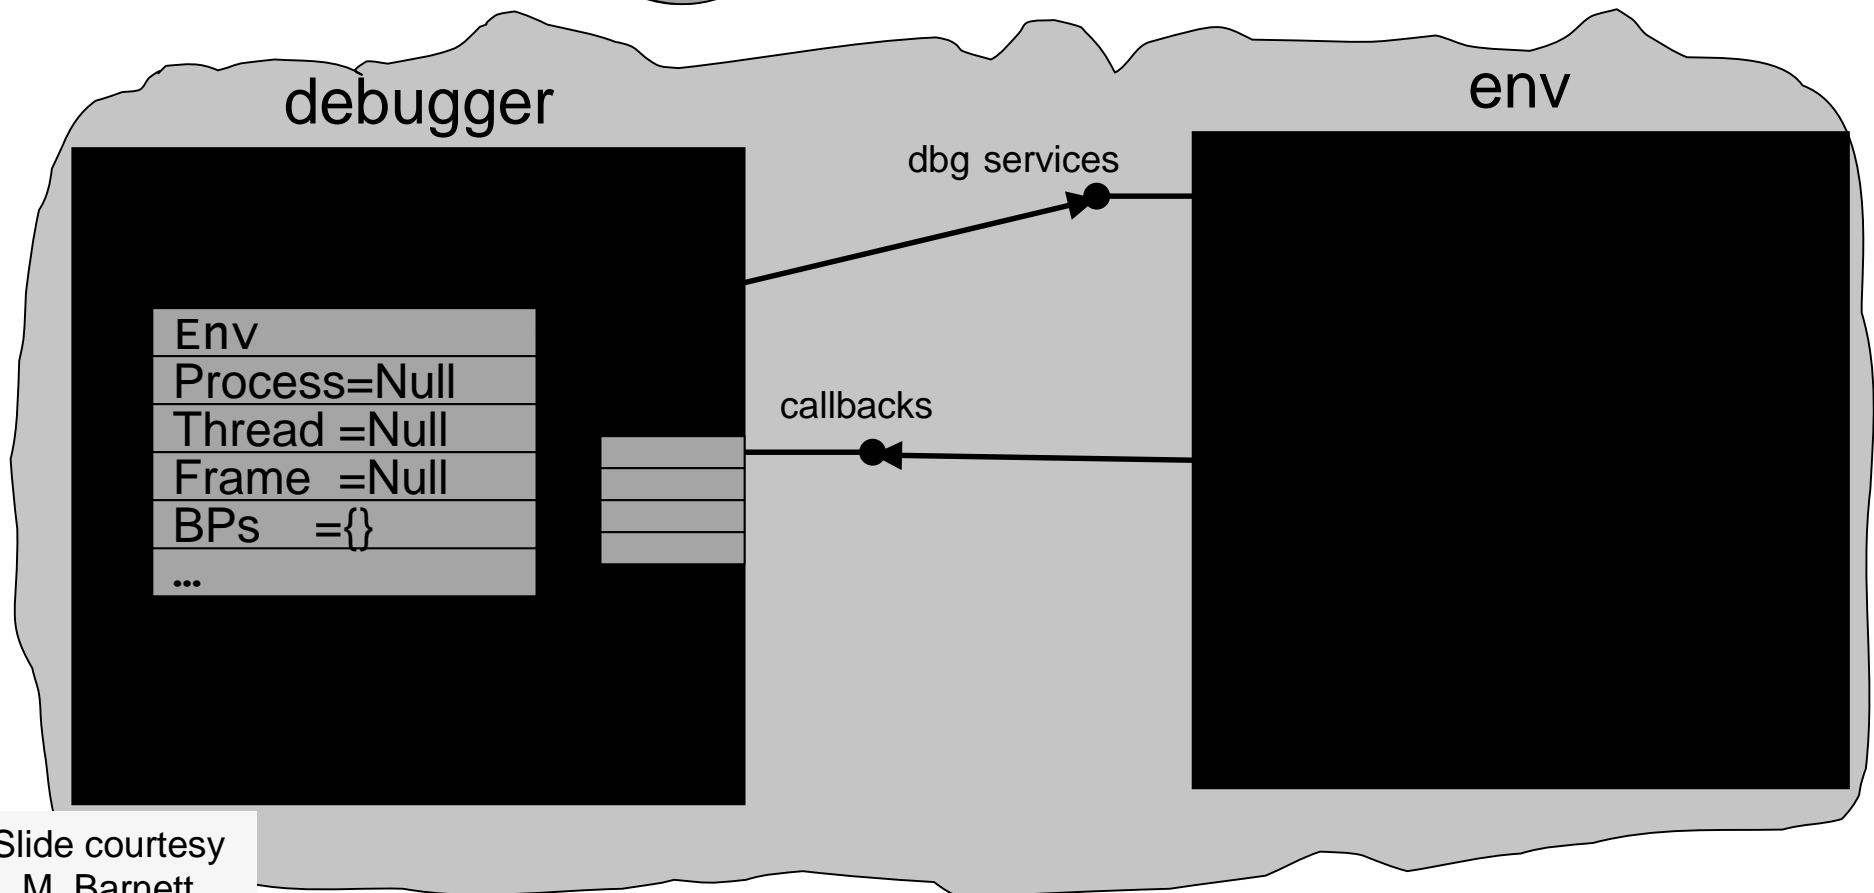 debugger
env
dbg services
Env
Process=Null
Thread =Null
Frame =Null
BPs ={}
...
callbacks
Slide courtesy
M. Barnett